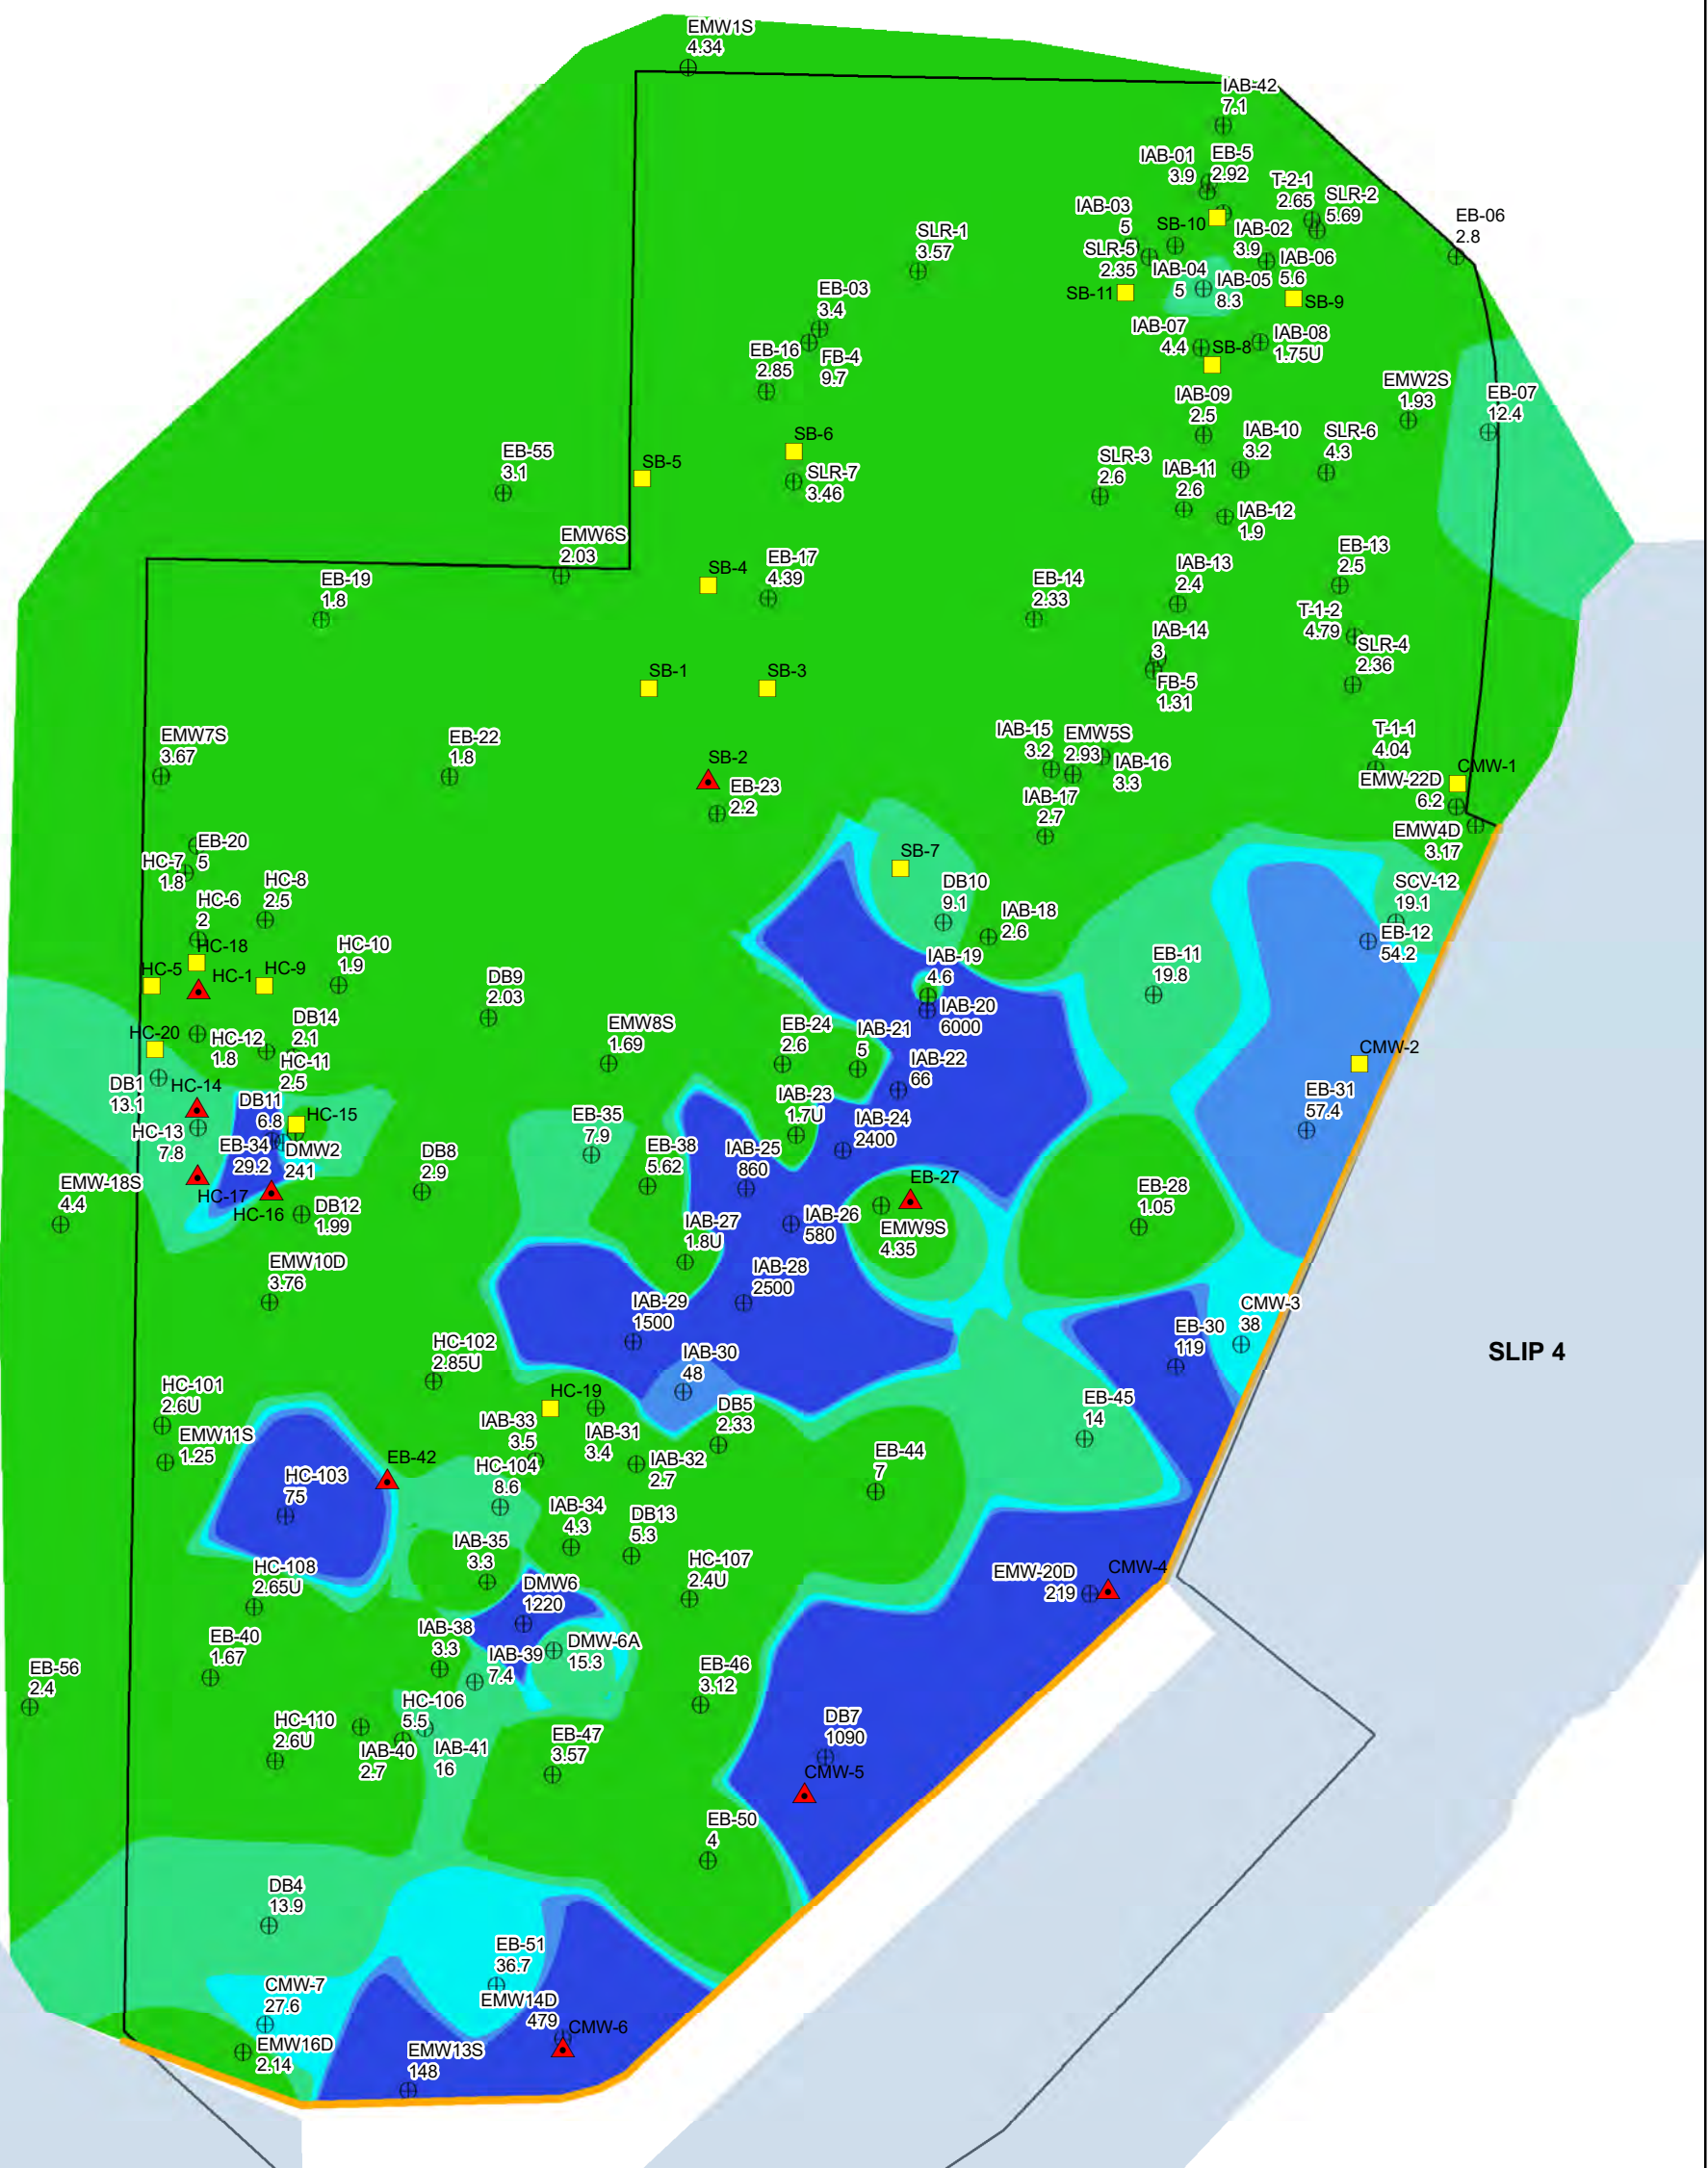 EMW1S
4.34
IAB-42
7.1
IAB-01
3.9
EB-5
2.92
T-2-1
2.65
SLR-2
5.69
IAB-03
5
SB-10
IAB-02
3.9
EB-06
2.8
SLR-1
3.57
SLR-5
2.35
IAB-04
5
IAB-05
8.3
IAB-06
5.6
SB-11
SB-9
EB-03
3.4
EB-16
2.85
FB-4
9.7
IAB-07
4.4
SB-8
IAB-08
1.75U
EMW2S
1.93
EB-07
12.4
IAB-09
2.5
IAB-10
3.2
SLR-6
4.3
SB-6
SB-5
EB-55
3.1
SLR-7
3.46
SLR-3
2.6
IAB-11
2.6
IAB-12
1.9
EMW6S
2.03
EB-13
2.5
EB-19
1.8
SB-4
EB-17
4.39
EB-14
2.33
IAB-13
2.4
T-1-2
4.79
IAB-14
3
SLR-4
2.36
SB-1
SB-3
FB-5
1.31
EMW7S
3.67
EB-22
1.8
SB-2
IAB-15
3.2
EMW5S
2.93
IAB-16
3.3
T-1-1
4.04
CMW-1
EMW-22D
6.2
EB-23
2.2
IAB-17
2.7
EMW4D
3.17
EB-20
5
HC-7
1.8
SB-7
HC-8
2.5
HC-6
2
DB10
9.1
SCV-12
19.1
IAB-18
2.6
EB-12
54.2
HC-18
HC-10
1.9
HC-5
HC-1
HC-9
IAB-19
4.6
EB-11
19.8
DB9
2.03
IAB-20
6000
HC-20
HC-12
1.8
DB14
2.1
EMW8S
1.69
EB-24
2.6
IAB-21
5
CMW-2
HC-11
2.5
IAB-22
66
DB1
13.1
HC-14
DB11
6.8
HC-15
IAB-23
1.7U
EB-31
57.4
HC-13
7.8
EB-34
29.2
DMW2
241
EB-35
7.9
IAB-24
2400
DB8
2.9
EB-38
5.62
IAB-25
860
EMW-18S
4.4
HC-17
HC-16
DB12
1.99
EB-27
EB-28
1.05
IAB-26
580
EMW9S
4.35
IAB-27
1.8U
EMW10D
3.76
IAB-28
2500
IAB-29
1500
CMW-3
38
EB-30
119
SLIP 4
HC-102
2.85U
IAB-30
48
HC-101
2.6U
HC-19
DB5
2.33
EB-45
14
IAB-33
3.5
IAB-31
3.4
EMW11S
1.25
EB-42
HC-104
8.6
IAB-32
2.7
EB-44
7
HC-103
75
IAB-34
4.3
DB13
5.3
IAB-35
3.3
HC-107
2.4U
HC-108
2.65U
EMW-20D
219
CMW-4
DMW6
1220
EB-40
1.67
IAB-38
3.3
IAB-39
7.4
DMW-6A
15.3
EB-56
2.4
EB-46
3.12
HC-106
5.5
HC-110
2.6U
IAB-40
2.7
IAB-41
16
EB-47
3.57
DB7
1090
CMW-5
EB-50
4
DB4
13.9
EB-51
36.7
CMW-7
27.6
EMW14D
479
CMW-6
EMW16D
2.14
EMW13S
148